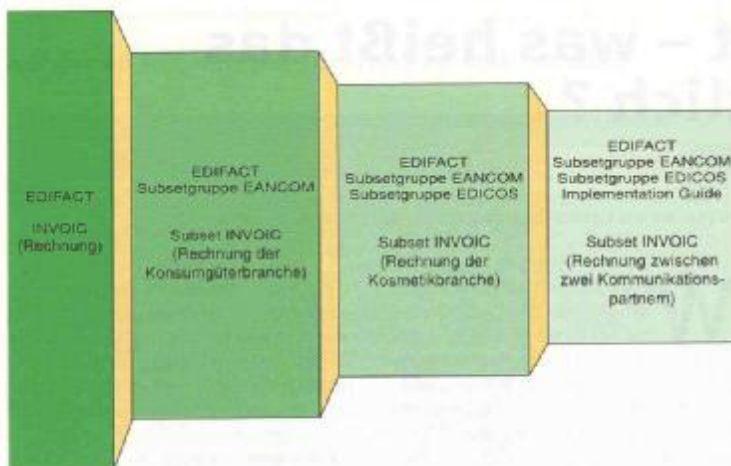 EDIFACT
INVOIC
(Rechnung)
EDIFACT
Subsetgruppe EANCOM
Subset INVOIC
(Rechnung der
Konsumgüterbranche)
EDIFACT
Subsetgruppe EANCOM
Subsetgruppe EDICOS
Subset INVOIC
(Rechnung der
Kosmetikbranche)
EDIFACT
Subsetgruppe EANCOM
Subsetgruppe EDICOS
Implementation Guide
Subset INVOIC
(Rechnung zwischen
zwei Kommunikations-
partnern)